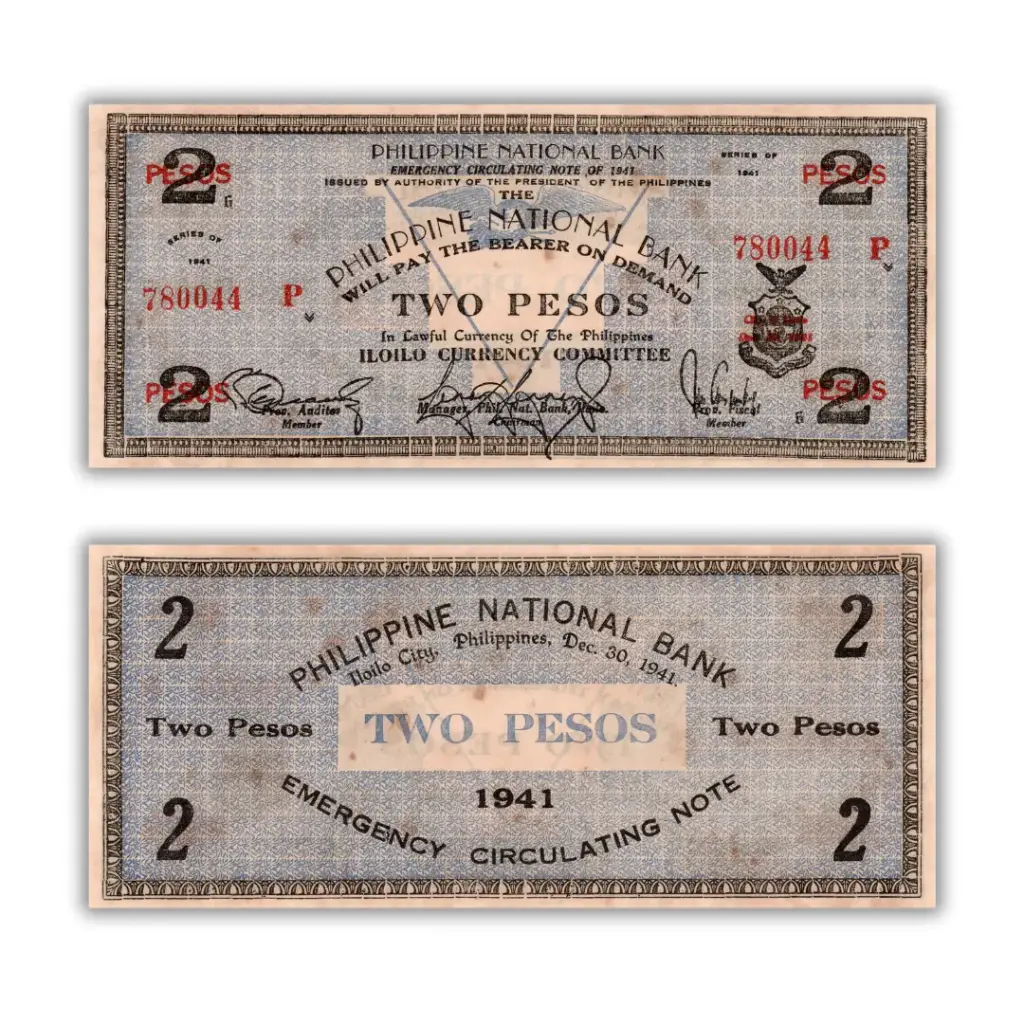 PHILIPPINE NATIONAL BANK
EMERGENCY CIRCULATING NOTE OF 1941
ISSUED BY AUTHORITY OF THE PRESIDENT OF THE PHILIPPINES
SERIES OF
1941
2 PESOS
2 PESOS
THE
PHILIPPINE NATIONAL BANK
WILL PAY THE BEARER ON DEMAND
SERIES OF
1941
780044 P
780044 P
TWO PESOS
In Lawful Currency Of The Philippines
ILOILO CURRENCY COMMITTEE
2 PESOS
2 PESOS
Prov. Auditor
Member
Manager, Phil. Nat. Bank, Iloilo.
Chairman
Prov. Fiscal
Member
2
2
PHILIPPINE NATIONAL BANK
Iloilo City, Philippines, Dec. 30, 1941.
Two Pesos
TWO PESOS
Two Pesos
1941
EMERGENCY CIRCULATING NOTE
2
2